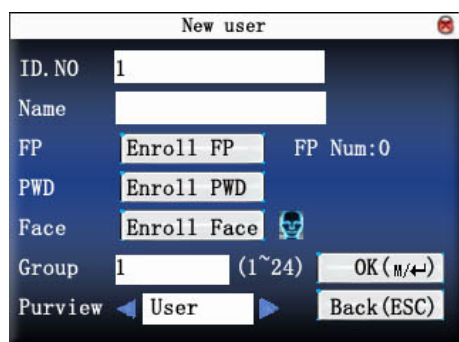 New user
ID.NO 1
Name
FP Enroll FP FP Num:0
PWD Enroll PWD
Face Enroll Face
Group 1 (1~24) OK(M/↵)
Purview User Back(ESC)